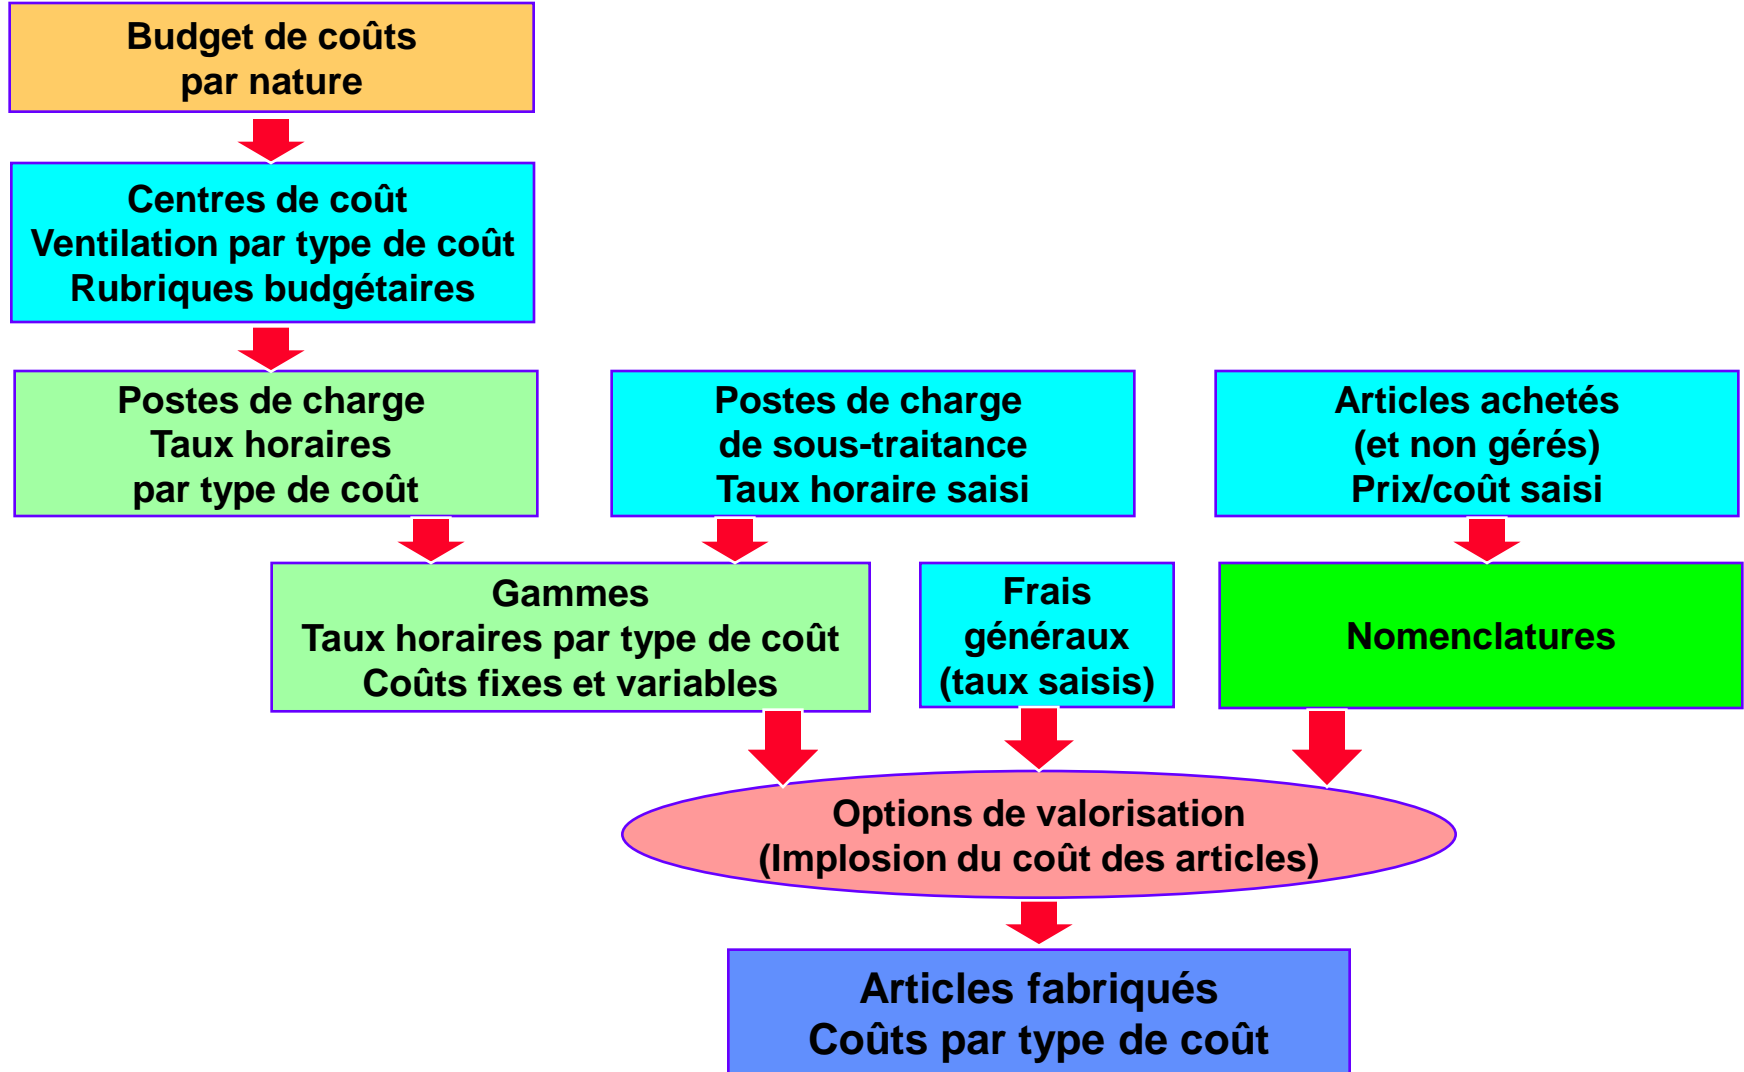 Budget de coûts
par nature
Centres de coût
Ventilation par type de coût
Rubriques budgétaires
Postes de charge
Taux horaires
par type de coût
Postes de charge
de sous-traitance
Taux horaire saisi
Articles achetés
(et non gérés)
Prix/coût saisi
Gammes
Taux horaires par type de coût
Coûts fixes et variables
Frais
généraux
(taux saisis)
Nomenclatures
Options de valorisation
(Implosion du coût des articles)
Articles fabriqués
Coûts par type de coût